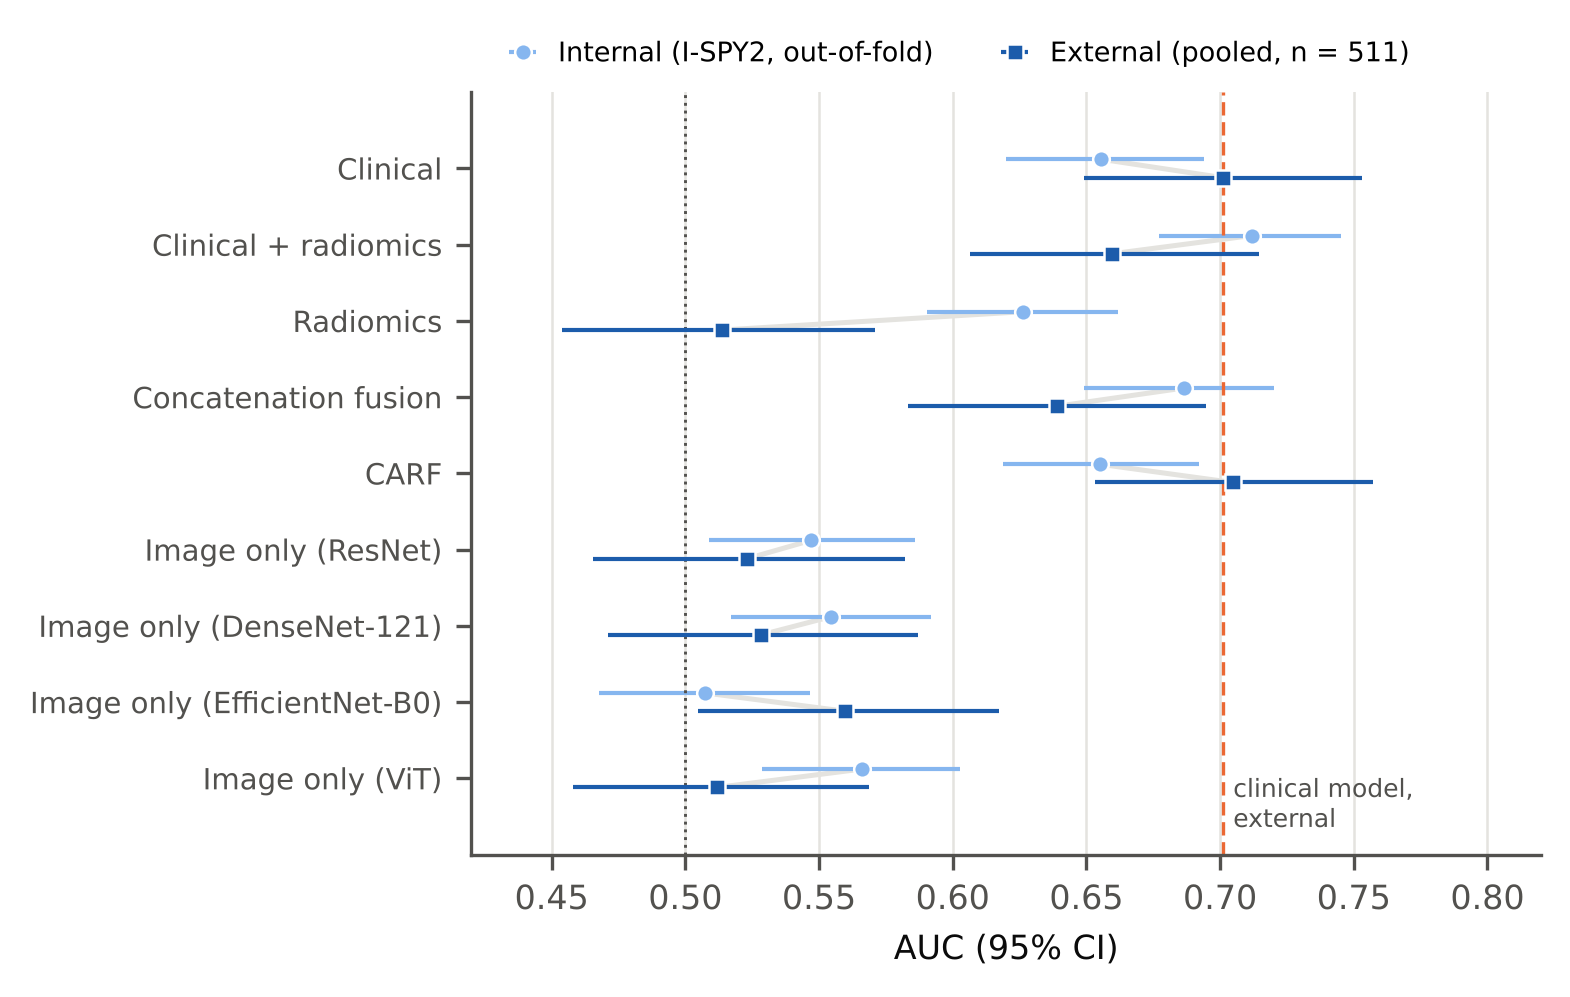 Internal (I-SPY2, out-of-fold) External (pooled, n = 511)
Clinical
Clinical + radiomics
Radiomics
Concatenation fusion
CARF
Image only (ResNet)
Image only (DenseNet-121)
Image only (EfficientNet-B0)
Image only (ViT)
clinical model,
external
0.45 0.50 0.55 0.60 0.65 0.70 0.75 0.80
AUC (95% CI)